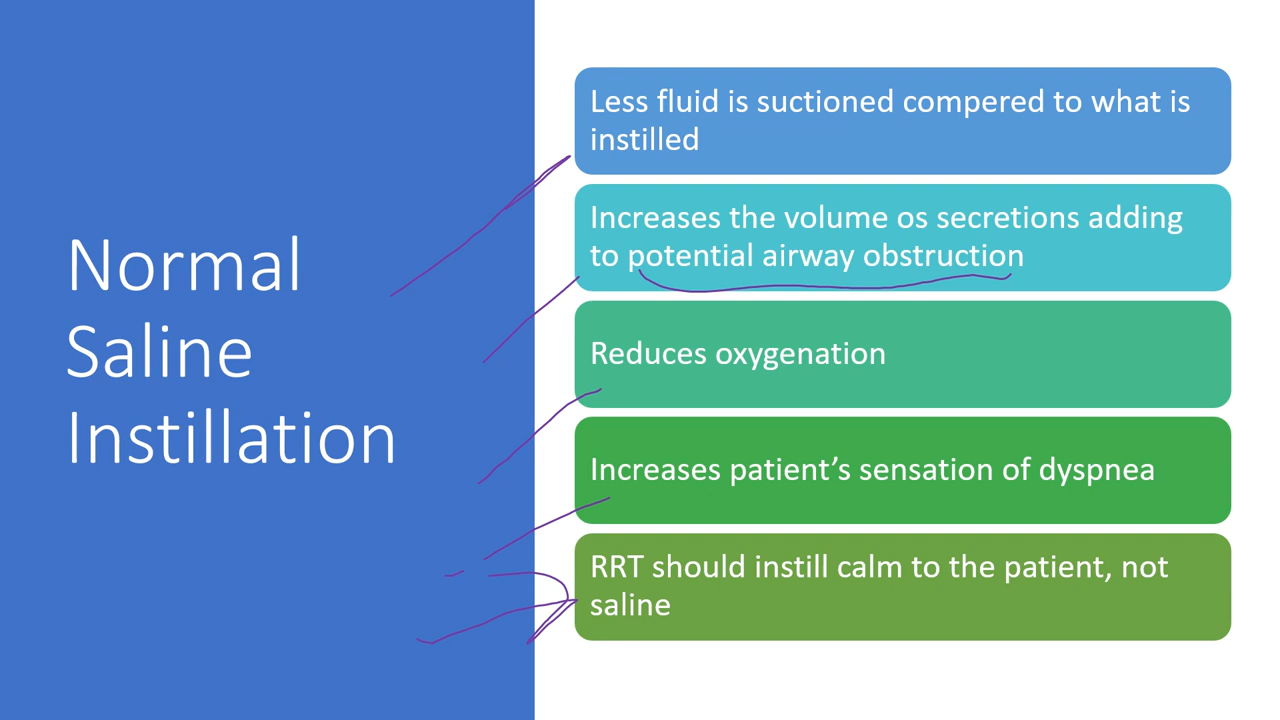 Normal
Saline
Instillation
Less fluid is suctioned compered to what is
instilled
Increases the volume os secretions adding
to potential airway obstruction
Reduces oxygenation
Increases patient’s sensation of dyspnea
RRT should instill calm to the patient, not
saline